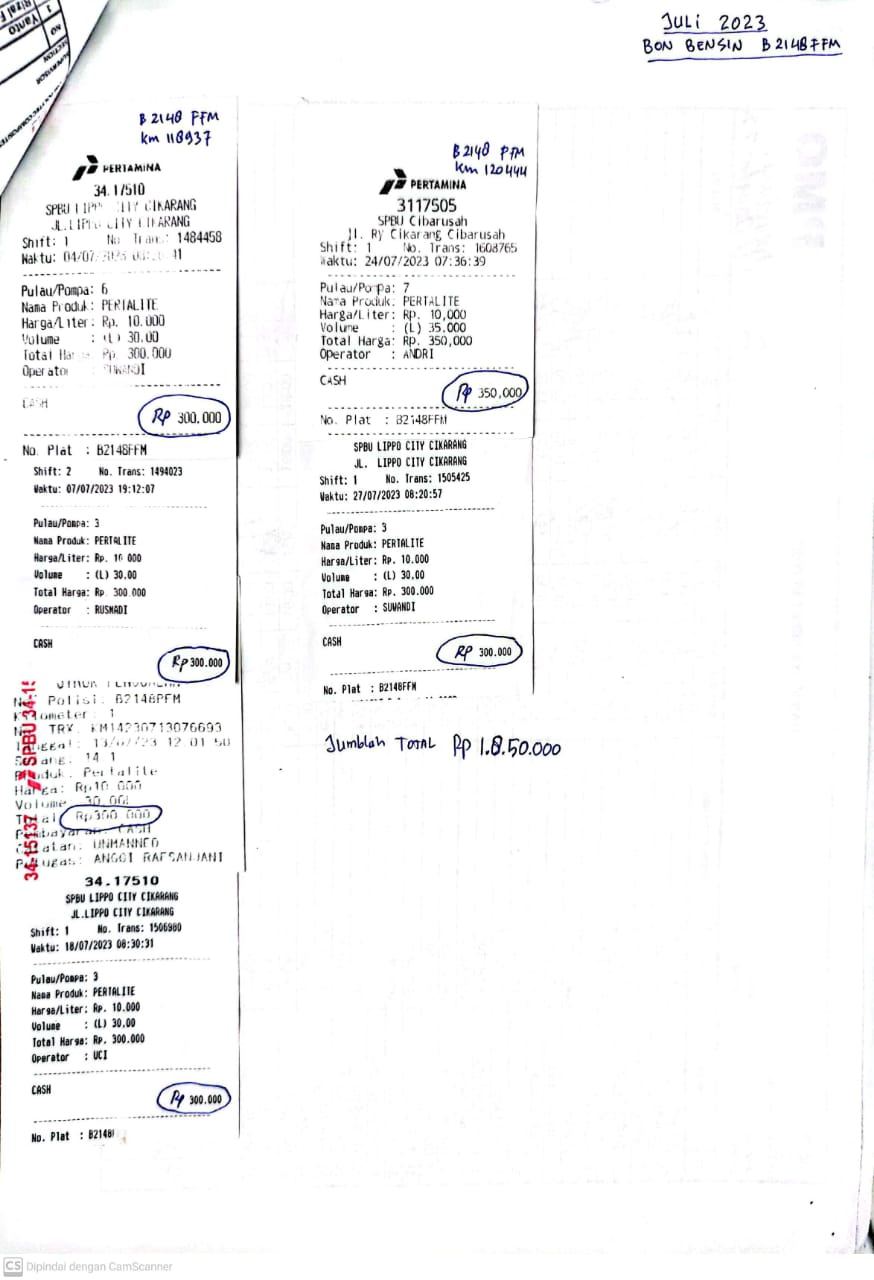 JULI 2023
BON BENSIN B 2148 FFM
NO
1
Yanto
Rizal F
B 2148 FFM
Km 118937
PERTAMINA
34.17510
SPBU LIPPO CITY CIKARANG
JL.LIPPO CITY CIKARANG
Shift: 1 No. Trans: 1484458
Waktu: 04/07/2023
Pulau/Pompa: 6
Nama Produk: PERTALITE
Harga/Liter: Rp. 10.000
Volume : (L) 30.00
Total Harga: Rp. 300.000
Operator : SUWANDI
CASH
Rp 300.000
No. Plat : B2148FFM
Shift: 2 No. Trans: 1494023
Waktu: 07/07/2023 19:12:07
Pulau/Pompa: 3
Nama Produk: PERTALITE
Harga/Liter: Rp. 10.000
Volume : (L) 30.00
Total Harga: Rp. 300.000
Operator : RUSMADI
CASH
Rp 300.000
No. Polisi: B2148PFM
Kilometer: 1
No. TRX: KM14230713076693
Tanggal: 13/07/23 12:01:50
Selang: 14 1
Produk: Pertalite
Harga: Rp10.000
Volume: 30.00
Total: Rp300.000
Pembayaran: CASH
Catatan: UNMANNED
Petugas: ANGGI RAFSANJANI
34-15137 SPBU 34-15
34.17510
SPBU LIPPO CITY CIKARANG
JL.LIPPO CITY CIKARANG
Shift: 1 No. Trans: 1506980
Waktu: 18/07/2023 08:30:31
Pulau/Pompa: 3
Nama Produk: PERTALITE
Harga/Liter: Rp. 10.000
Volume : (L) 30.00
Total Harga: Rp. 300.000
Operator : UCI
CASH
Rp 300.000
No. Plat : B2148
B 2148 FFM
Km 120444
PERTAMINA
3117505
SPBU Cibarusah
Jl. Ry Cikarang Cibarusah
Shift: 1 No. Trans: 1608765
Waktu: 24/07/2023 07:36:39
Pulau/Pompa: 7
Nama Produk: PERTALITE
Harga/Liter: Rp. 10,000
Volume : (L) 35.000
Total Harga: Rp. 350,000
Operator : ANDRI
CASH
Rp 350,000
No. Plat : B2148FFM
SPBU LIPPO CITY CIKARANG
JL. LIPPO CITY CIKARANG
Shift: 1 No. Trans: 1505425
Waktu: 27/07/2023 08:20:57
Pulau/Pompa: 3
Nama Produk: PERTALITE
Harga/Liter: Rp. 10.000
Volume : (L) 30.00
Total Harga: Rp. 300.000
Operator : SUWANDI
CASH
Rp 300.000
No. Plat : B2148FFM
Jumblah TOTAL Rp 1.8.50.000
CS Dipindai dengan CamScanner